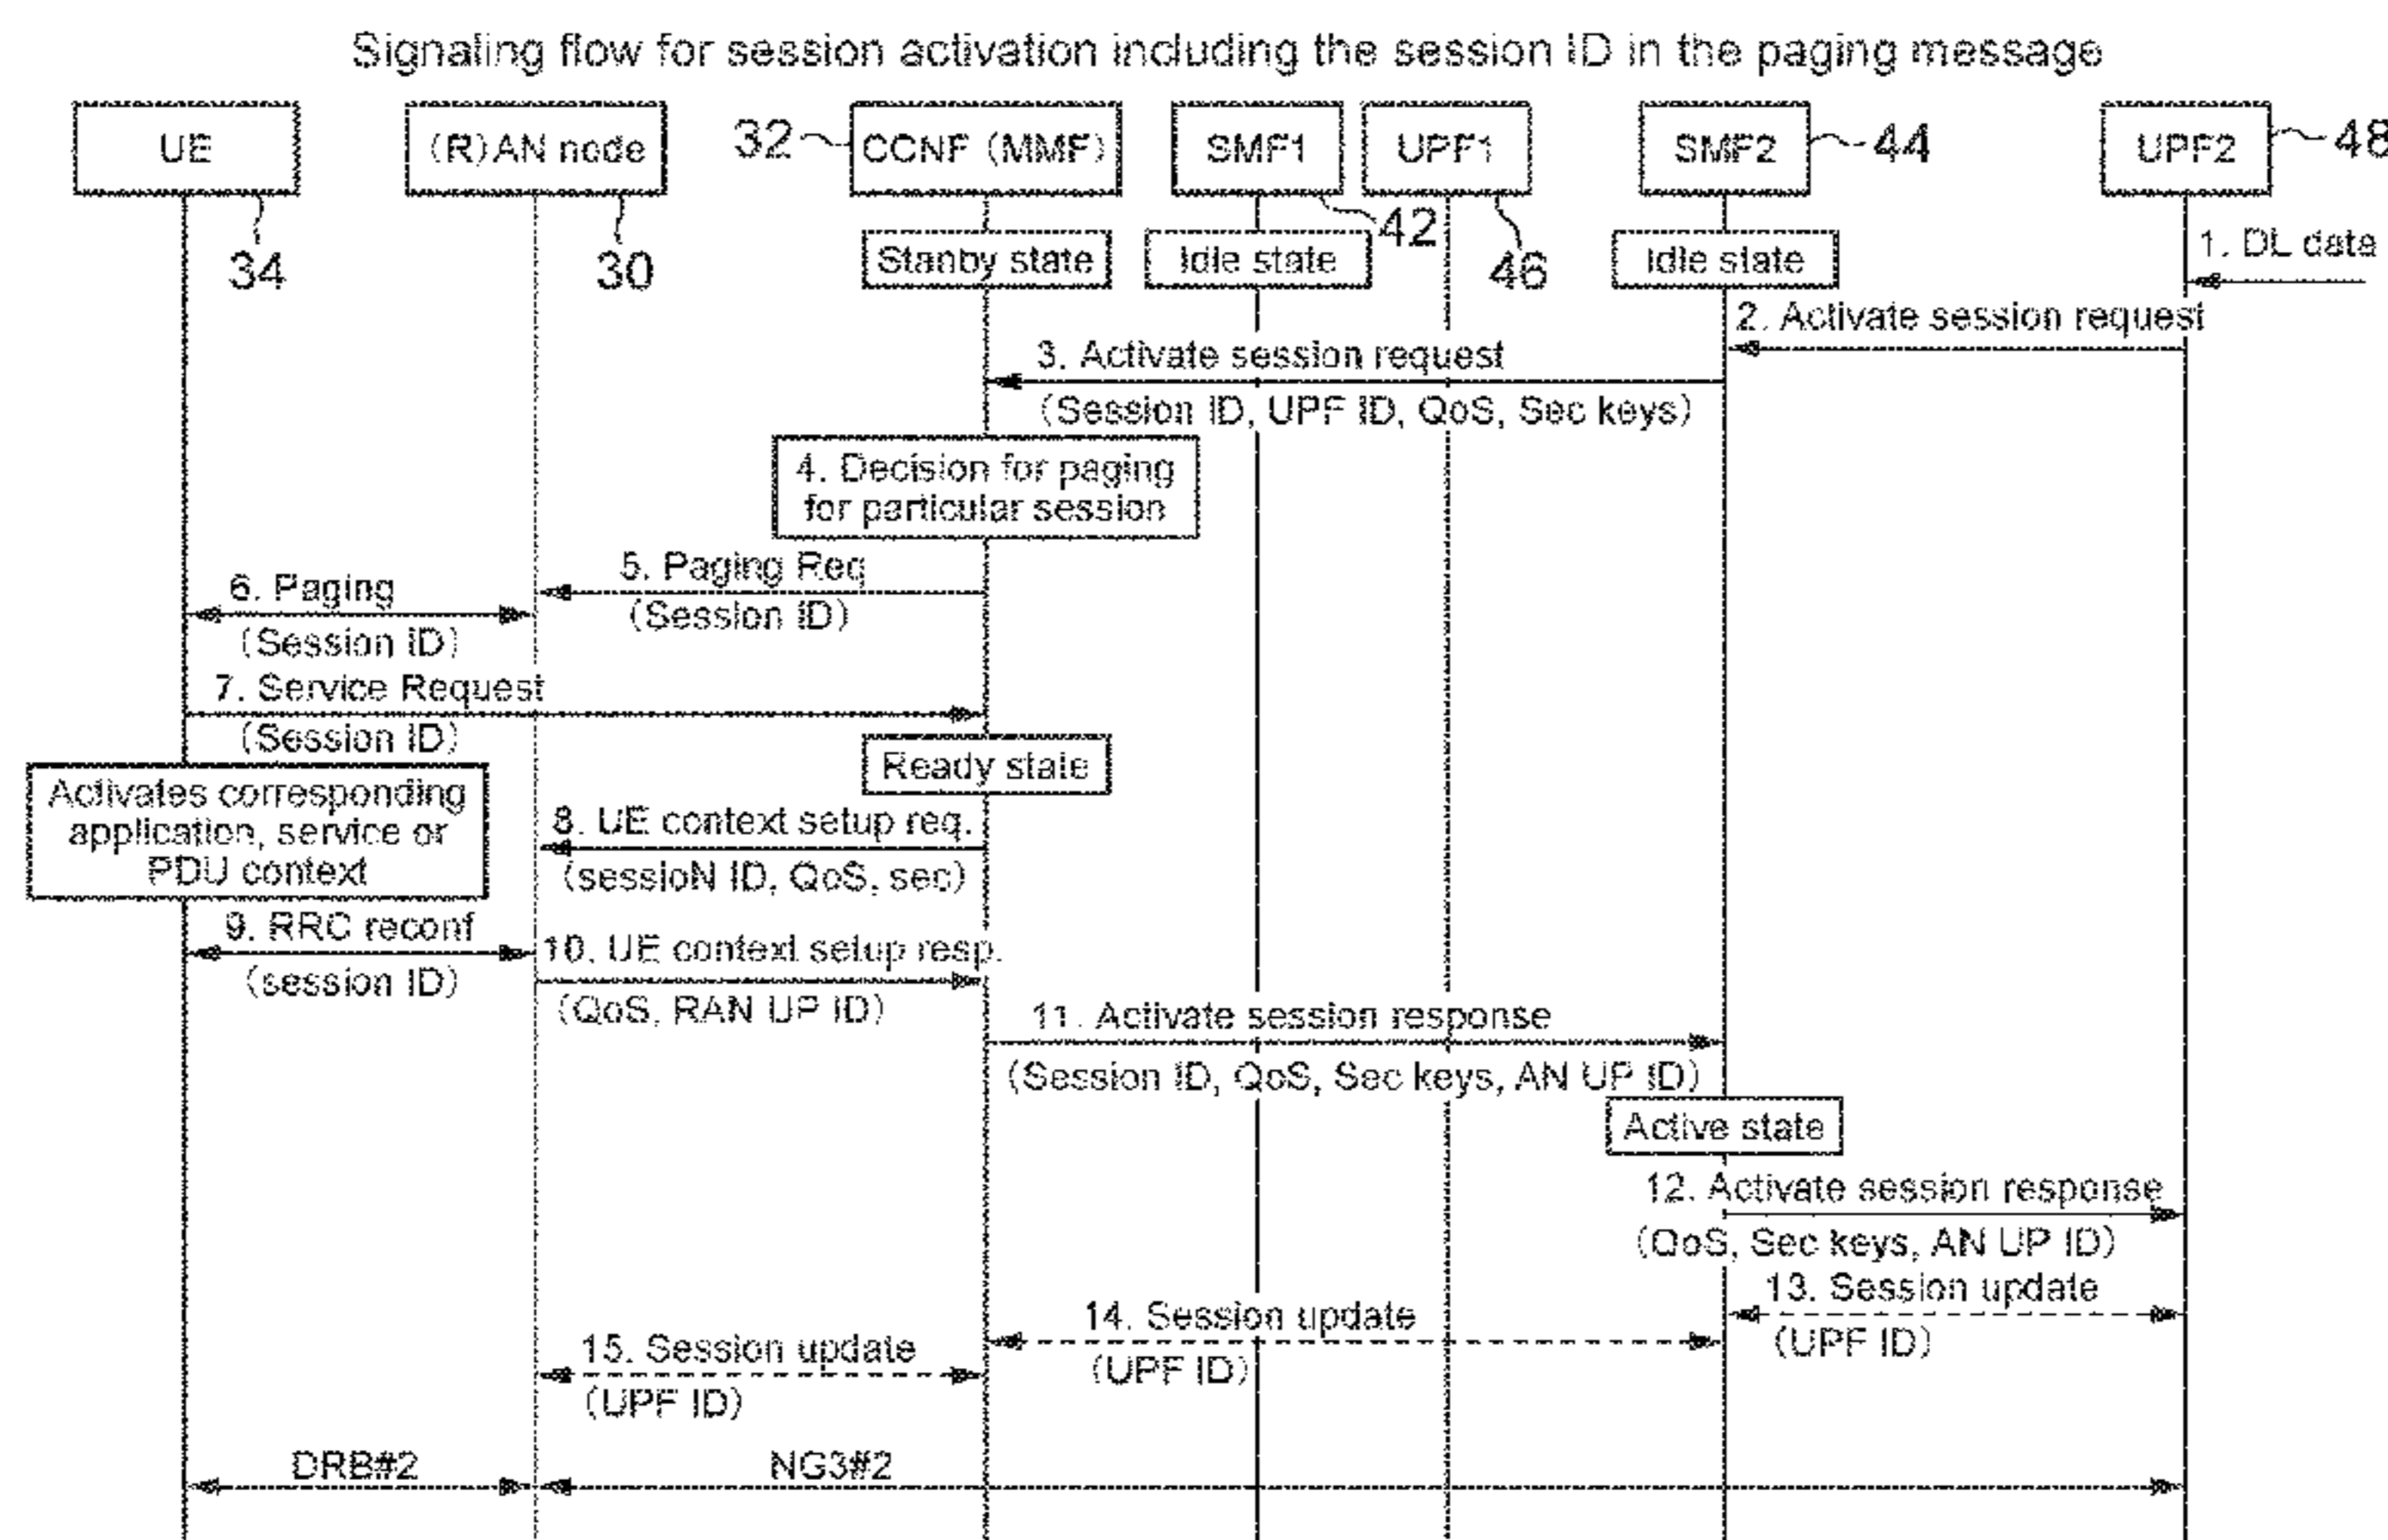 Signaling flow for session activation including the session ID in the paging message
UE
(R)AN node
32
CCNF (MMF)
SMF1
UPF1
SMF2
44
UPF2
48
34
30
42
46
Stanby state
Idle state
Idle state
1. DL data
2. Activate session request
3. Activate session request
(Session ID, UPF ID, QoS, Sec keys)
4. Decision for paging
for particular session
5. Paging Req
(Session ID)
6. Paging
(Session ID)
7. Service Request
(Session ID)
Ready state
Activates corresponding
application, service or
PDU context
8. UE context setup req.
(sessioN ID, QoS, sec)
9. RRC reconf
(session ID)
10. UE context setup resp.
(QoS, RAN UP ID)
11. Activate session response
(Session ID, QoS, Sec keys, AN UP ID)
Active state
12. Activate session response
(QoS, Sec keys, AN UP ID)
13. Session update
(UPF ID)
14. Session update
(UPF ID)
15. Session update
(UPF ID)
DRB#2
NG3#2